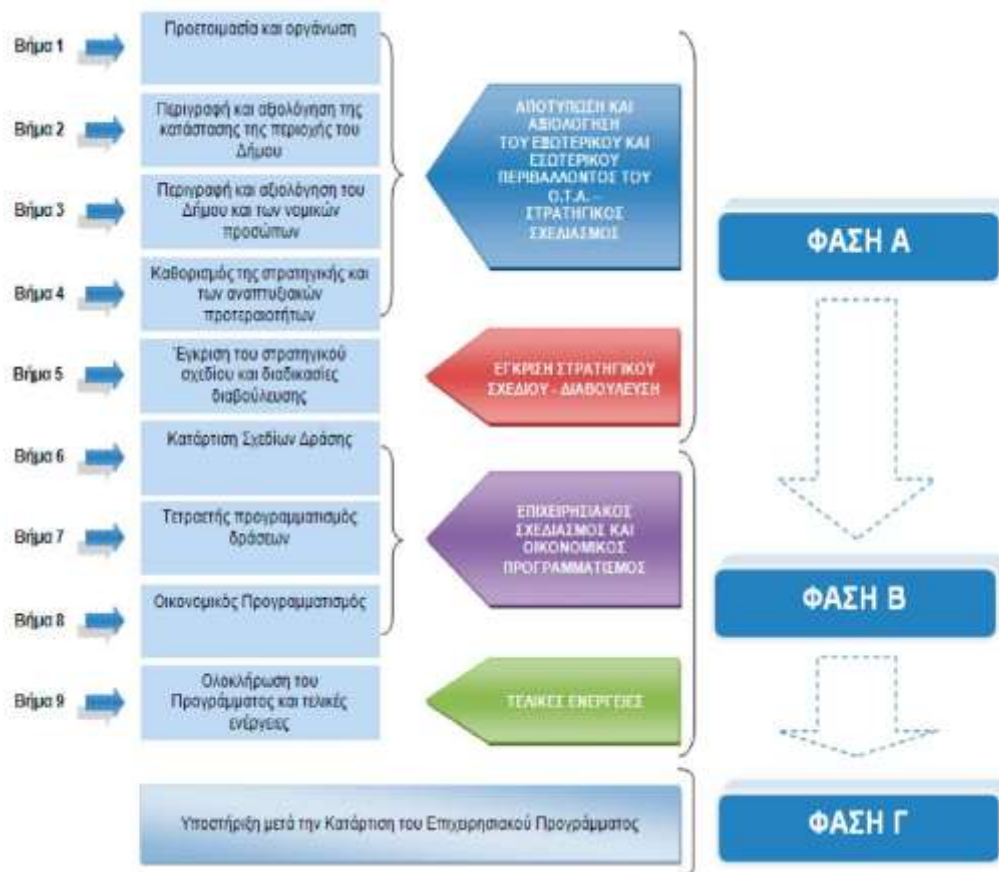 Βήμα 1
Προετοιμασία και οργάνωση
Βήμα 2
Περιγραφή και αξιολόγηση της
κατάστασης της περιοχής του
Δήμου
Βήμα 3
Περιγραφή και αξιολόγηση του
Δήμου και των νομικών
προσώπων
Βήμα 4
Καθορισμός της στρατηγικής και
των αναπτυξιακών
προτεραιοτήτων
ΑΠΟΤΥΠΩΣΗ ΚΑΙ
ΑΞΙΟΛΟΓΗΣΗ
ΤΟΥ ΕΞΩΤΕΡΙΚΟΥ ΚΑΙ
ΕΣΩΤΕΡΙΚΟΥ
ΠΕΡΙΒΑΛΛΟΝΤΟΣ ΤΟΥ
Ο.Τ.Α. –
ΣΤΡΑΤΗΓΙΚΟΣ
ΣΧΕΔΙΑΣΜΟΣ
Βήμα 5
Έγκριση του στρατηγικού
σχεδίου και διαδικασίες
διαβούλευσης
ΕΓΚΡΙΣΗ ΣΤΡΑΤΗΓΙΚΟΥ
ΣΧΕΔΙΟΥ - ΔΙΑΒΟΥΛΕΥΣΗ
ΦΑΣΗ Α
Βήμα 6
Κατάρτιση Σχεδίων Δράσης
Βήμα 7
Τετραετής προγραμματισμός
δράσεων
Βήμα 8
Οικονομικός Προγραμματισμός
ΕΠΙΧΕΙΡΗΣΙΑΚΟΣ
ΣΧΕΔΙΑΣΜΟΣ ΚΑΙ
ΟΙΚΟΝΟΜΙΚΟΣ
ΠΡΟΓΡΑΜΜΑΤΙΣΜΟΣ
Βήμα 9
Ολοκλήρωση του
Προγράμματος και τελικές
ενέργειες
ΤΕΛΙΚΕΣ ΕΝΕΡΓΕΙΕΣ
ΦΑΣΗ Β
Υποστήριξη μετά την Κατάρτιση του Επιχειρησιακού Προγράμματος
ΦΑΣΗ Γ